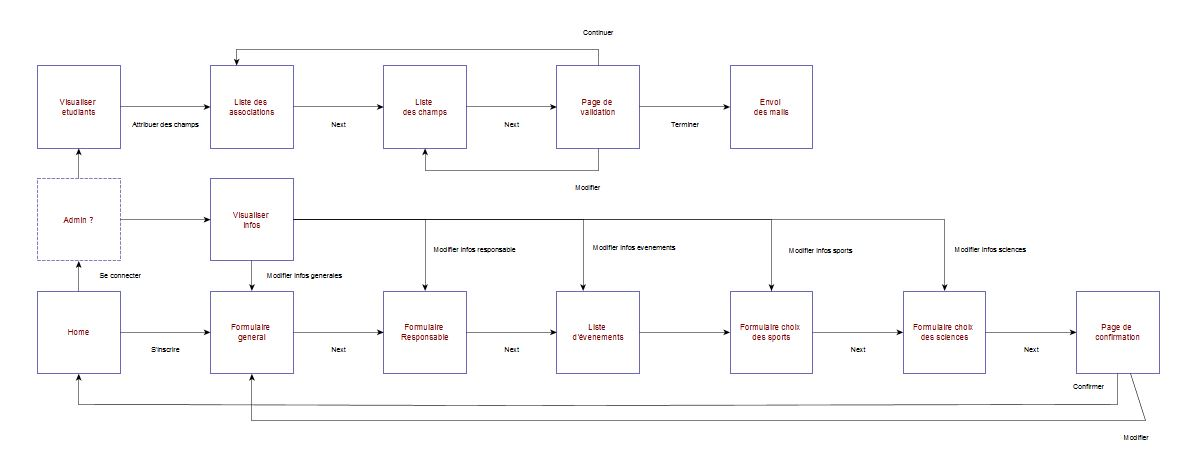 Continuer
Visualiser
etudiants
Liste des
associations
Liste
des champs
Page de
validation
Envoi
des mails
Attribuer des champs
Next
Next
Terminer
Modifier
Admin ?
Visualiser
infos
Modifier infos responsable
Modifier infos evenements
Modifier infos sports
Modifier infos sciences
Se connecter
Modifier infos generales
Home
Formulaire
general
Formulaire
Responsable
Liste
d'évenements
Formulaire choix
des sports
Formulaire choix
des sciences
Page de
confirmation
S'inscrire
Next
Next
Next
Next
Confirmer
Modifier